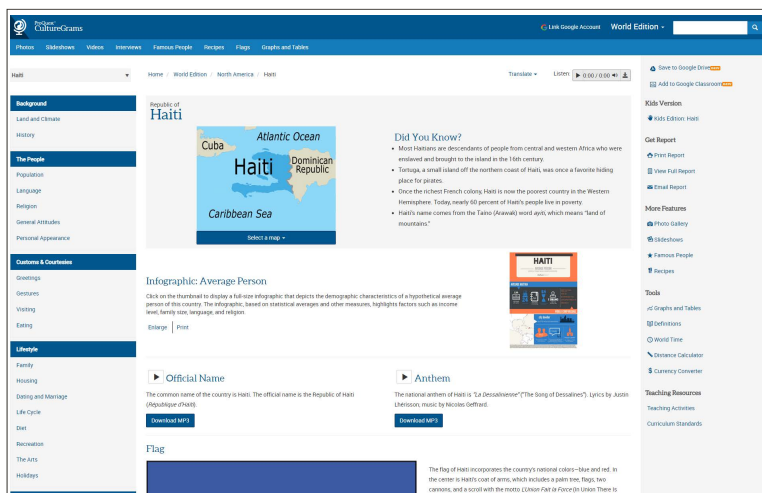 ProQuest
CultureGrams
Link Google Account
World Edition
Photos Slideshows Videos Interviews Famous People Recipes Flags Graphs and Tables
Haiti
Home / World Edition / North America / Haiti
Translate
Listen: 0:00 / 0:00
Background
Land and Climate
History
The People
Population
Language
Religion
General Attitudes
Personal Appearance
Customs & Courtesies
Greetings
Gestures
Visiting
Eating
Lifestyle
Family
Housing
Dating and Marriage
Life Cycle
Diet
Recreation
The Arts
Holidays
Republic of
Haiti
Atlantic Ocean
Cuba
Haiti
Dominican
Republic
Caribbean Sea
Select a map
Did You Know?
• Most Haitians are descendants of people from central and western Africa who were
enslaved and brought to the island in the 16th century.
• Tortuga, a small island off the northern coast of Haiti, was once a favorite hiding
place for pirates.
• Once the richest French colony, Haiti is now the poorest country in the Western
Hemisphere. Today, nearly 60 percent of Haiti's people live in poverty.
• Haiti's name comes from the Taíno (Arawak) word ayiti, which means "land of
mountains."
Infographic: Average Person
Click on the thumbnail to display a full-size infographic that depicts the demographic characteristics of a hypothetical average
person of this country. The infographic, based on statistical averages and other measures, highlights factors such as income
level, family size, language, and religion.
Enlarge | Print
HAITI
Official Name
The common name of the country is Haiti. The official name is the Republic of Haiti
(République d'Haïti).
Download MP3
Anthem
The national anthem is "La Dessalinienne" ("The Song of Dessalines"). Lyrics by Justin
Lhérisson; music by Nicolas Geffrard.
Download MP3
Flag
The flag of Haiti incorporates the country's national colors—blue and red. In
the center is Haiti's coat of arms, which includes a palm tree, flags, two
cannons, and a scroll with the motto L'Union Fait la Force (In Union There Is
Save to Google Drive
Add to Google Classroom
Kids Version
Kids Edition: Haiti
Get Report
Print Report
View Full Report
Email Report
More Features
Photo Gallery
Slideshows
Famous People
Recipes
Tools
Graphs and Tables
Definitions
World Time
Distance Calculator
Currency Converter
Teaching Resources
Teaching Activities
Curriculum Standards